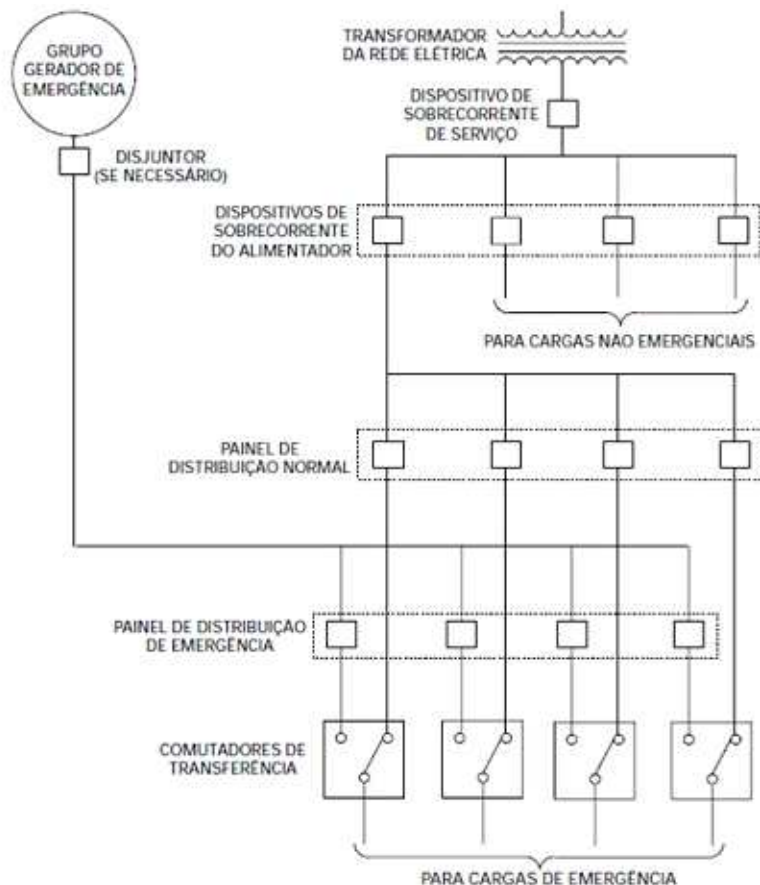 GRUPO
GERADOR DE
EMERGÊNCIA
TRANSFORMADOR
DA REDE ELÉTRICA
DISPOSITIVO DE
SOBRECORRENTE
DE SERVIÇO
DISJUNTOR
(SE NECESSÁRIO)
DISPOSITIVOS DE
SOBRECORRENTE
DO ALIMENTADOR
PARA CARGAS NÃO EMERGENCIAIS
PAINEL DE
DISTRIBUIÇÃO NORMAL
PAINEL DE DISTRIBUIÇÃO
DE EMERGÊNCIA
COMUTADORES DE
TRANSFERÊNCIA
PARA CARGAS DE EMERGÊNCIA